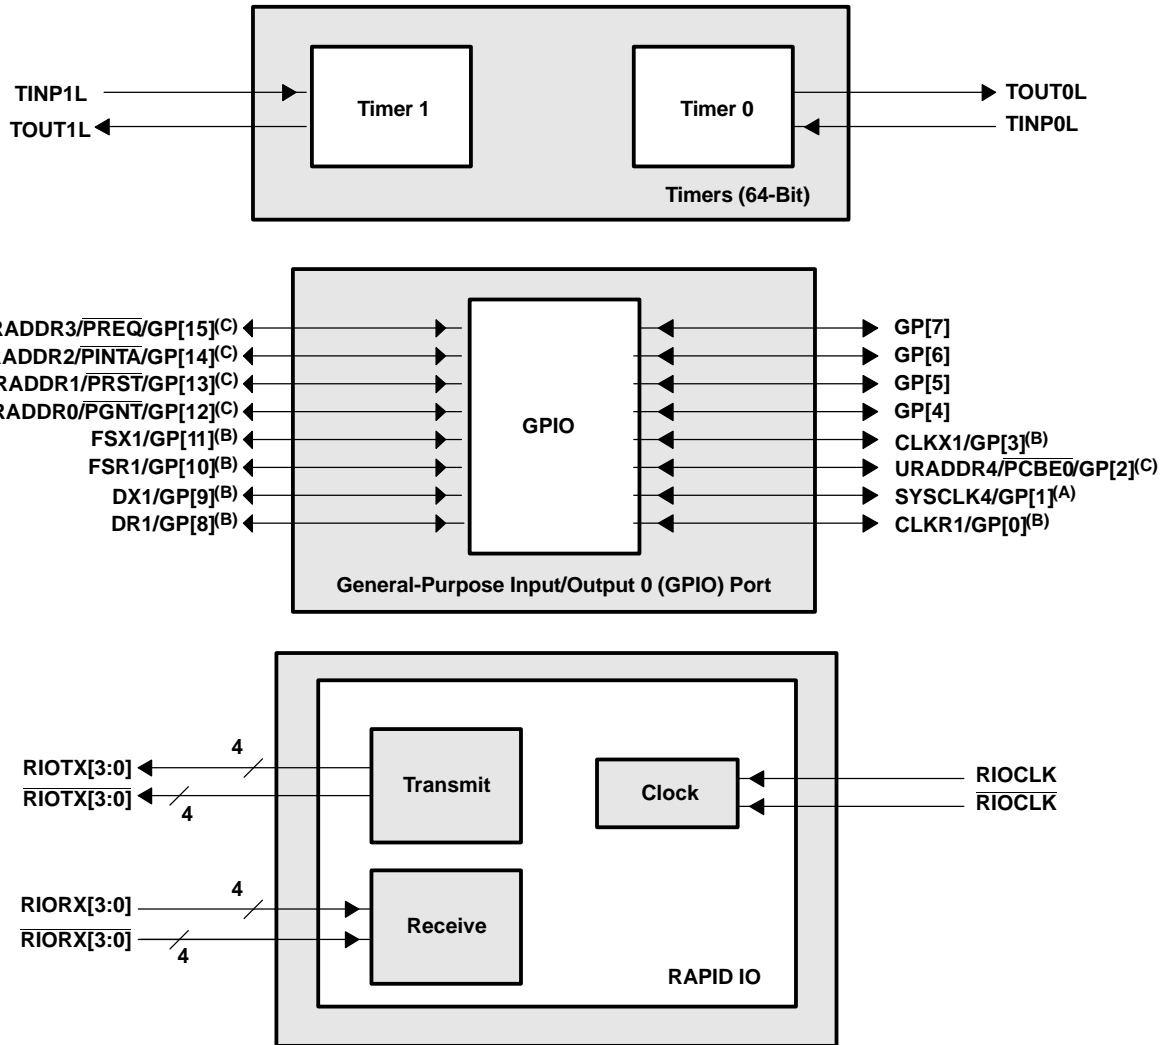 TINP1L
TOUT1L
Timer 1
Timer 0
TOUT0L
TINP0L
Timers (64-Bit)
RADDR3/PREQ/GP[15](C)
ADDR2/PINTA/GP[14](C)
RADDR1/PRST/GP[13](C)
RADDR0/PGNT/GP[12](C)
FSX1/GP[11](B)
FSR1/GP[10](B)
DX1/GP[9](B)
DR1/GP[8](B)
GPIO
GP[7]
GP[6]
GP[5]
GP[4]
CLKX1/GP[3](B)
URADDR4/PCBE0/GP[2](C)
SYSCLK4/GP[1](A)
CLKR1/GP[0](B)
General-Purpose Input/Output 0 (GPIO) Port
RIOTX[3:0]
4
RIOTX[3:0]
4
Transmit
Clock
RIOCLK
RIOCLK
RIORX[3:0]
4
RIORX[3:0]
4
Receive
RAPID IO